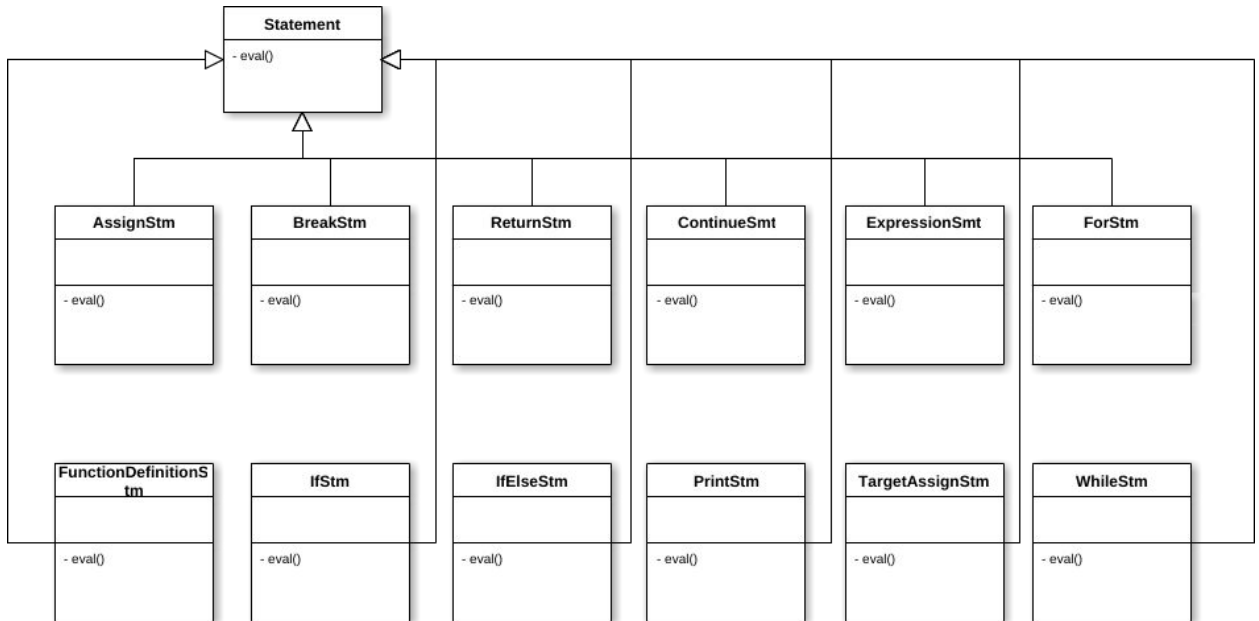 Statement
- eval()
AssignStm
BreakStm
ReturnStm
ContinueSmt
ExpressionSmt
ForStm
- eval()
- eval()
- eval()
- eval()
- eval()
- eval()
FunctionDefinitionS
tm
IfStm
IfElseStm
PrintStm
TargetAssignStm
WhileStm
- eval()
- eval()
- eval()
- eval()
- eval()
- eval()